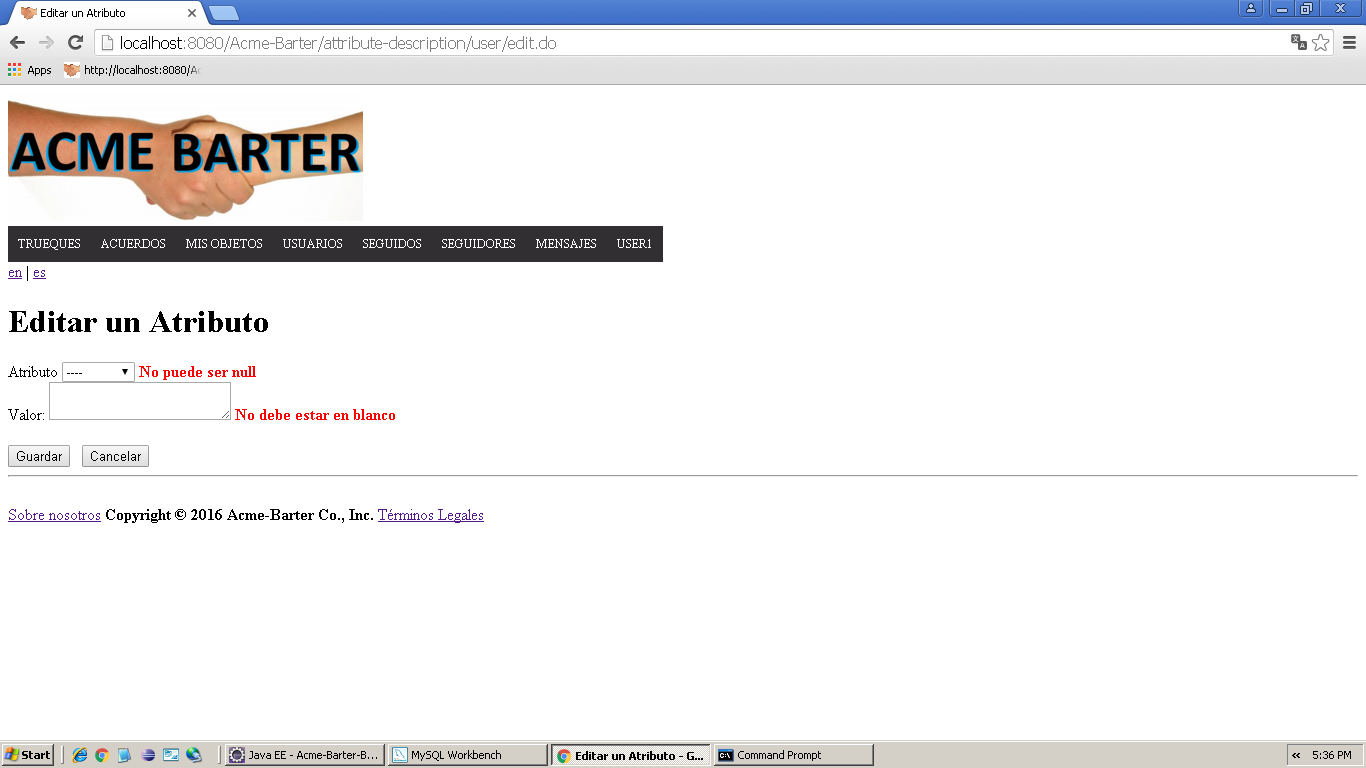 Editar un Atributo
localhost:8080/Acme-Barter/attribute-description/user/edit.do
Apps http://localhost:8080/Ac
ACME BARTER
TRUEQUES ACUERDOS MIS OBJETOS USUARIOS SEGUIDOS SEGUIDORES MENSAJES USER1
en | es
Editar un Atributo
Atributo ---- No puede ser null
Valor: No debe estar en blanco
Guardar Cancelar
Sobre nosotros Copyright © 2016 Acme-Barter Co., Inc. Términos Legales
Start Java EE - Acme-Barter-B... MySQL Workbench Editar un Atributo - G... Command Prompt « 5:36 PM